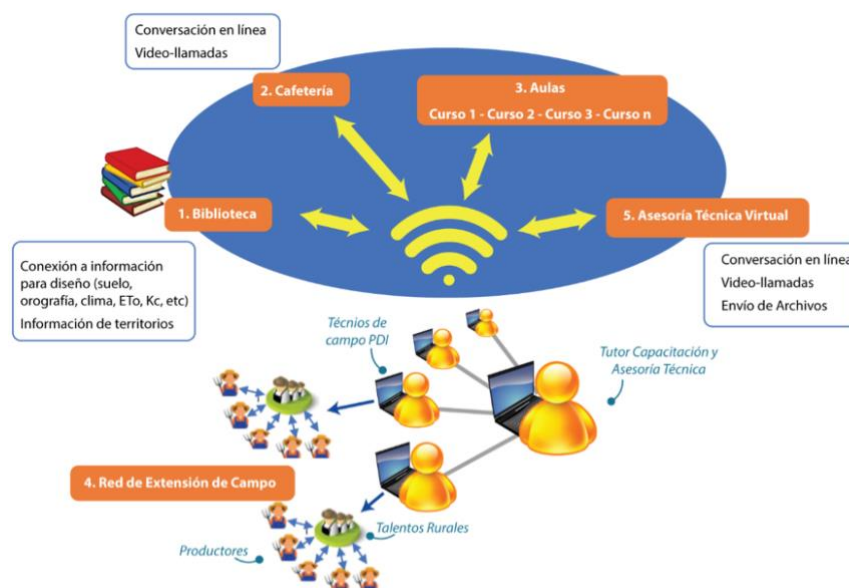 Conversación en línea
Video-llamadas
2. Cafetería
3. Aulas
Curso 1 - Curso 2 - Curso 3 - Curso n
1. Biblioteca
5. Asesoría Técnica Virtual
Conexión a información
para diseño (suelo,
orografía, clima, ETo, Kc, etc)
Información de territorios
Conversación en línea
Video-llamadas
Envío de Archivos
Técnios de
campo PDI
Tutor Capacitación y
Asesoría Técnica
4. Red de Extensión de Campo
Talentos Rurales
Productores